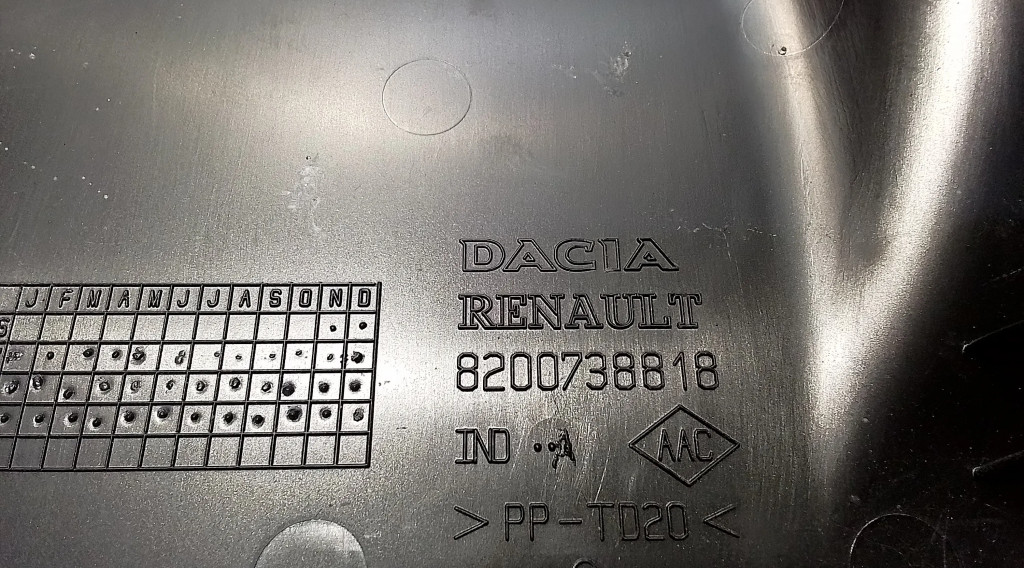 J F M A M J J A S O N D
DACIA
RENAULT
8200738818
IND ··A
AAC
>PP-TD20<